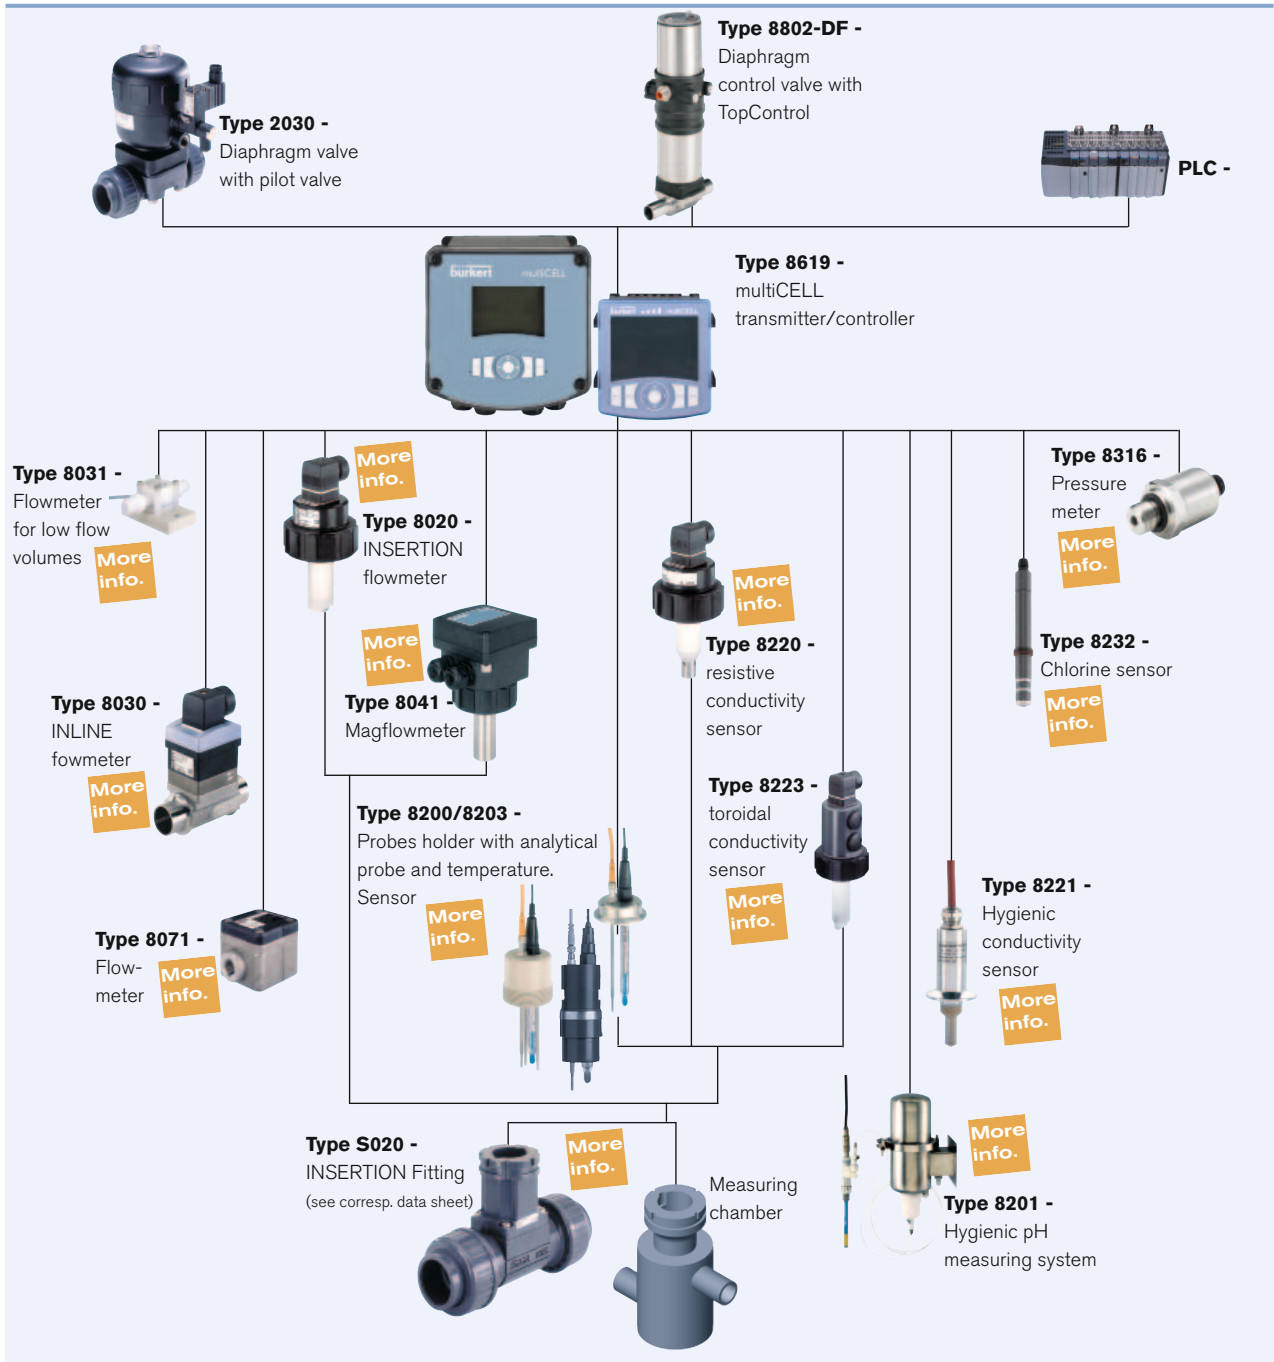 Type 8802-DF -
Diaphragm
control valve with
TopControl
Type 2030 -
Diaphragm valve
with pilot valve
PLC -
burkert
multiCELL
Type 8619 -
multiCELL
transmitter/controller
burkert
multiCELL
Type 8031 -
Flowmeter
for low flow
volumes
More
info.
More
info.
Type 8020 -
INSERTION
flowmeter
Type 8316 -
Pressure
meter
More
info.
More
info.
Type 8220 -
resistive
conductivity
sensor
Type 8232 -
Chlorine sensor
More
info.
More
info.
Type 8041 -
Magflowmeter
Type 8030 -
INLINE
fowmeter
More
info.
Type 8200/8203 -
Probes holder with analytical
probe and temperature.
Sensor
More
info.
Type 8223 -
toroidal
conductivity
sensor
More
info.
Type 8221 -
Hygienic
conductivity
sensor
More
info.
Type 8071 -
Flow-
meter
More
info.
Type S020 -
INSERTION Fitting
(see corresp. data sheet)
More
info.
Measuring
chamber
More
info.
Type 8201 -
Hygienic pH
measuring system